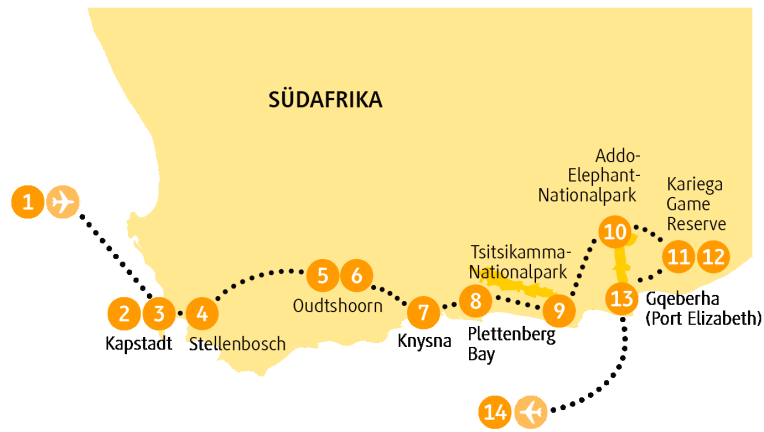 SÜDAFRIKA
Addo-
Elephant-
Nationalpark
Kariega
Game
Reserve
1
10
Tsitsikamma-
Nationalpark
11 12
5 6
Oudtshoorn
2 3 4
Kapstadt
Stellenbosch
7
Knysna
8
Plettenberg
Bay
9
13
Gqeberha
(Port Elizabeth)
14